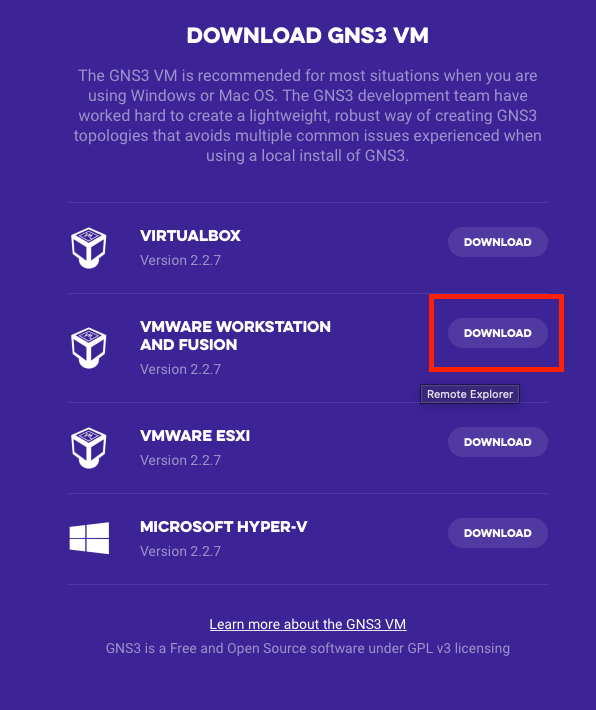 DOWNLOAD GNS3 VM
The GNS3 VM is recommended for most situations when you are
using Windows or Mac OS. The GNS3 development team have
worked hard to create a lightweight, robust way of creating GNS3
topologies that avoids multiple common issues experienced when
using a local install of GNS3.
VIRTUALBOX
Version 2.2.7
DOWNLOAD
VMWARE WORKSTATION
AND FUSION
Version 2.2.7
DOWNLOAD
Remote Explorer
VMWARE ESXI
Version 2.2.7
DOWNLOAD
MICROSOFT HYPER-V
Version 2.2.7
DOWNLOAD
Learn more about the GNS3 VM
GNS3 is a Free and Open Source software under GPL v3 licensing